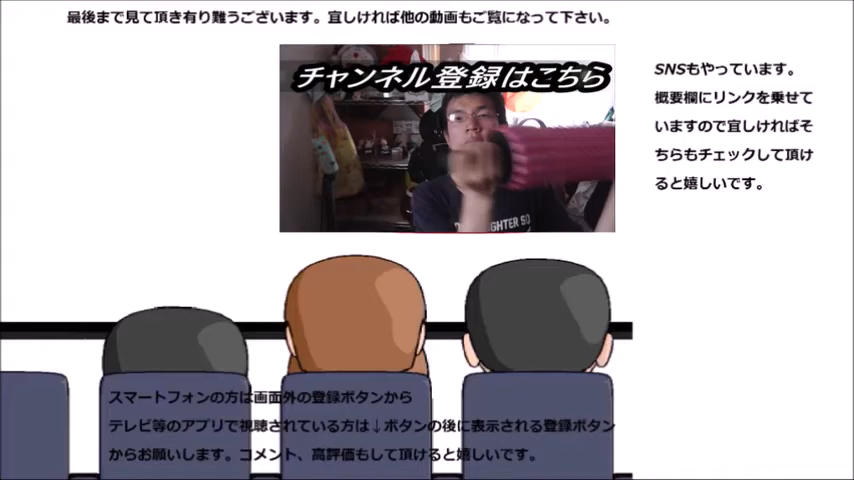 最後まで見て頂き有り難うございます。宜しければ他の動画もご覧になって下さい。
チャンネル登録はこちら
SNSもやっています。
概要欄にリンクを乗せて
いますので宜しければそ
ちらもチェックして頂け
ると嬉しいです。
スマートフォンの方は画面外の登録ボタンから
テレビ等のアプリで視聴されている方は↓ボタンの後に表示される登録ボタン
からお願いします。コメント、高評価もして頂けると嬉しいです。